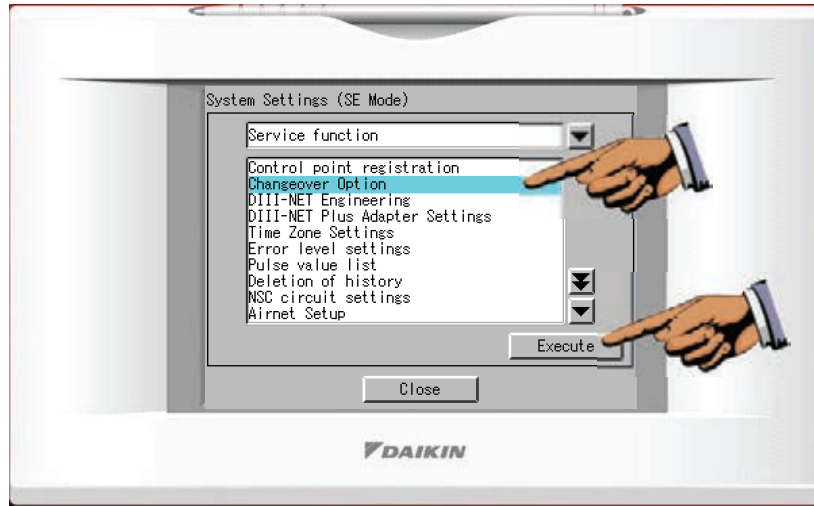 System Settings (SE Mode)
Service function
Control point registration
Changeover Option
DIII-NET Engineering
DIII-NET Plus Adapter Settings
Time Zone Settings
Error level settings
Pulse value list
Deletion of history
NSC circuit settings
Airnet Setup
Execute
Close
DAIKIN